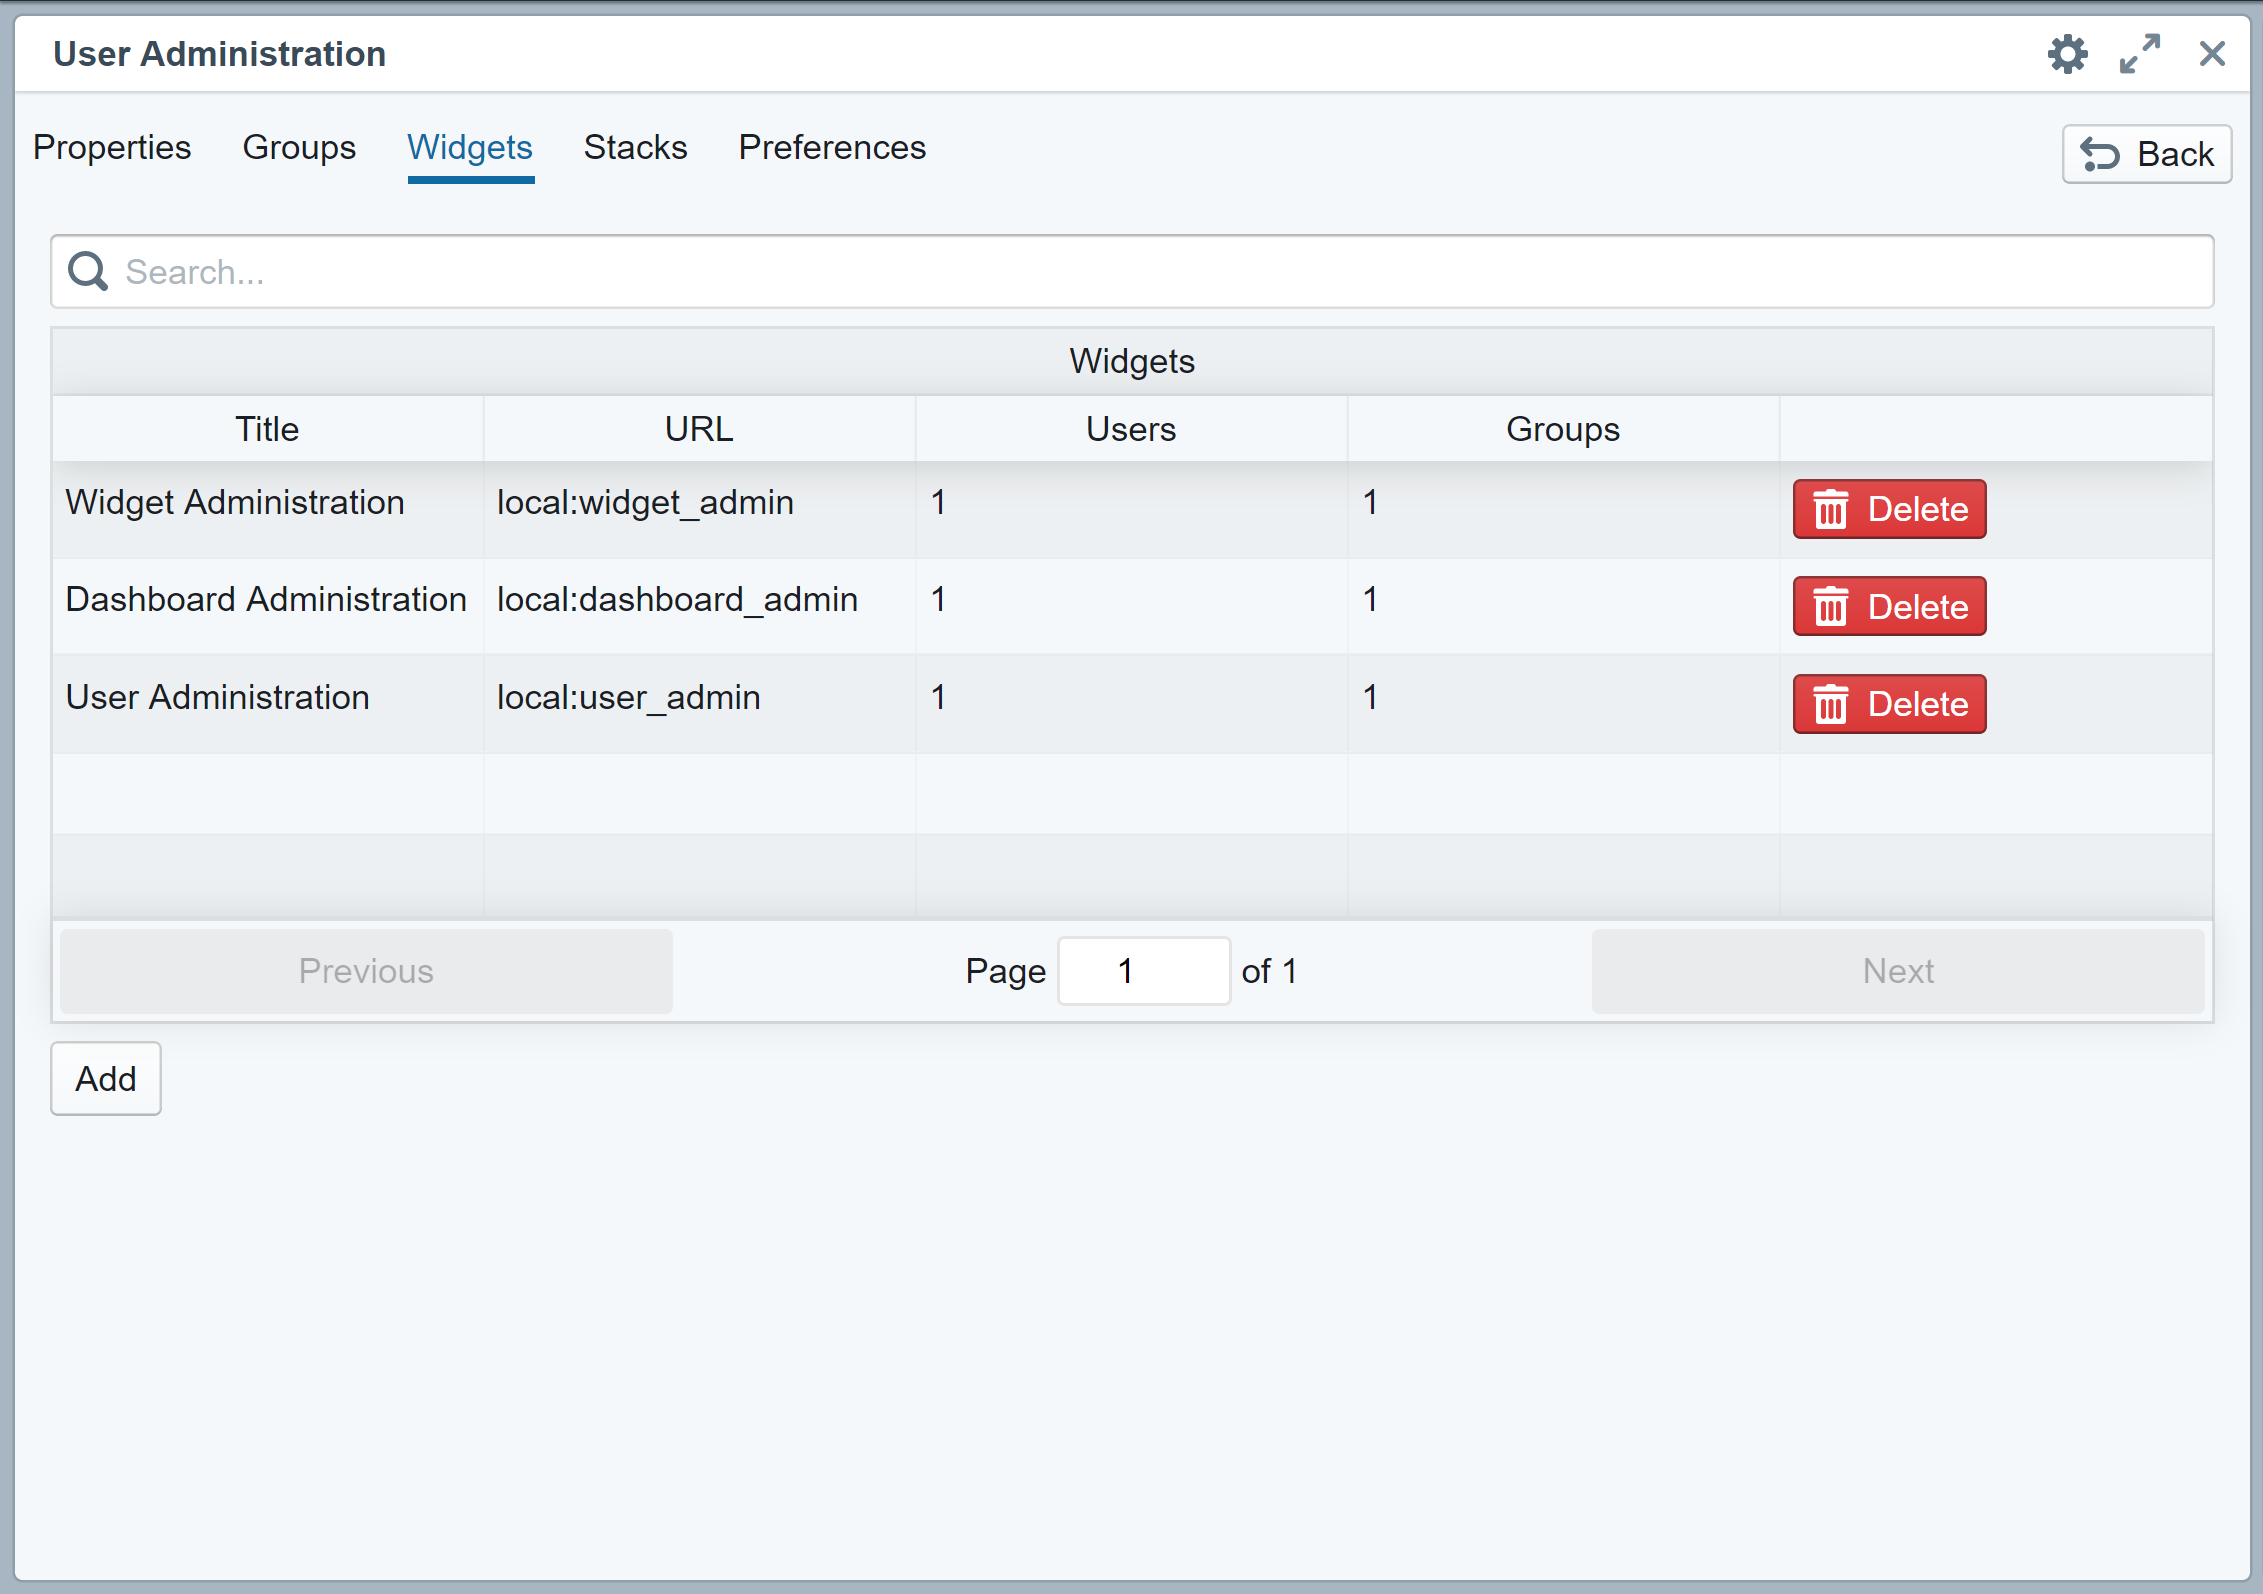 User Administration
Properties Groups Widgets Stacks Preferences Back
Search...
Widgets
Title URL Users Groups
Widget Administration local:widget_admin 1 1 Delete
Dashboard Administration local:dashboard_admin 1 1 Delete
User Administration local:user_admin 1 1 Delete
Previous Page 1 of 1 Next
Add